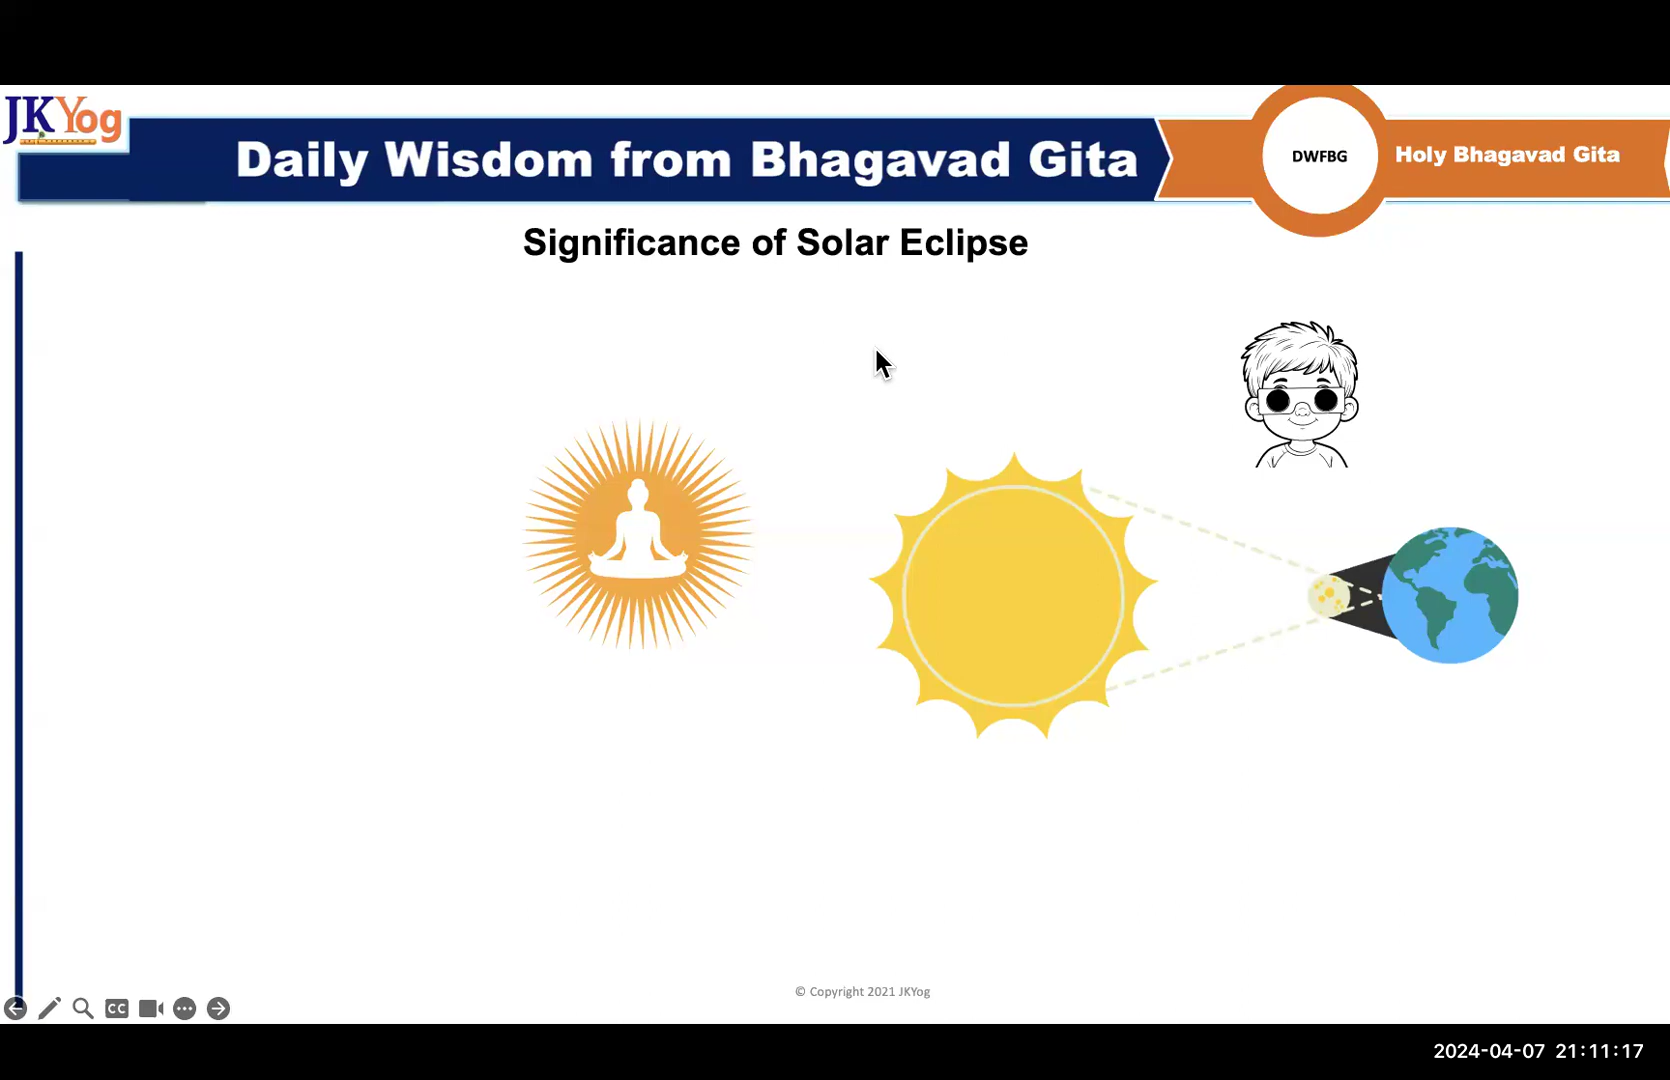 JKYog
Daily Wisdom from Bhagavad Gita
DWFBG
Holy Bhagavad Gita
Significance of Solar Eclipse
© Copyright 2021 JKYog
CC
2024-04-07 21:11:17